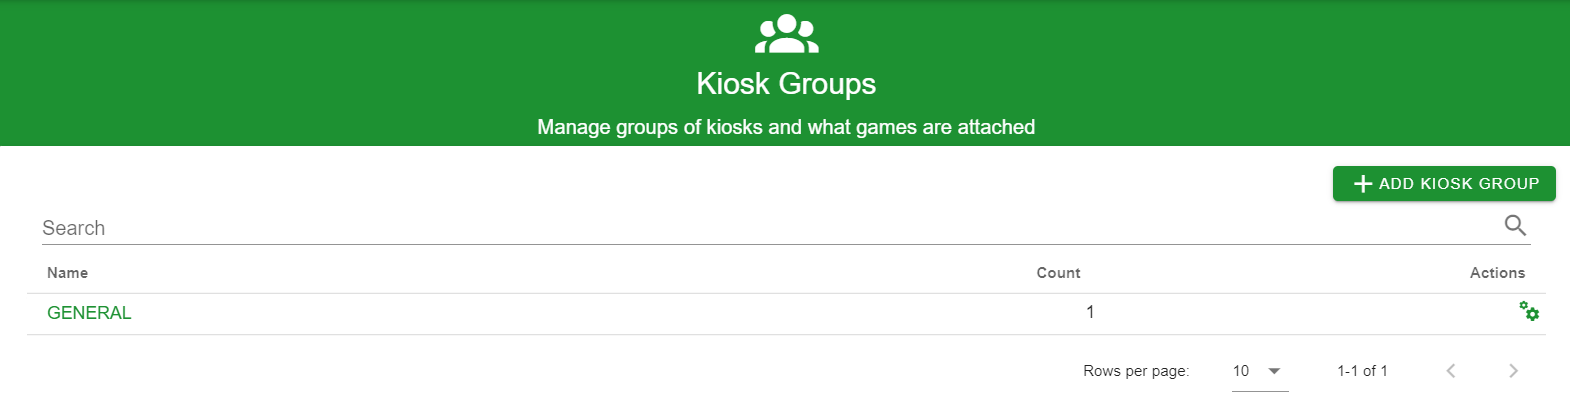 Kiosk Groups
Manage groups of kiosks and what games are attached
ADD KIOSK GROUP
Search
Name Count Actions
GENERAL 1
Rows per page: 10 1-1 of 1